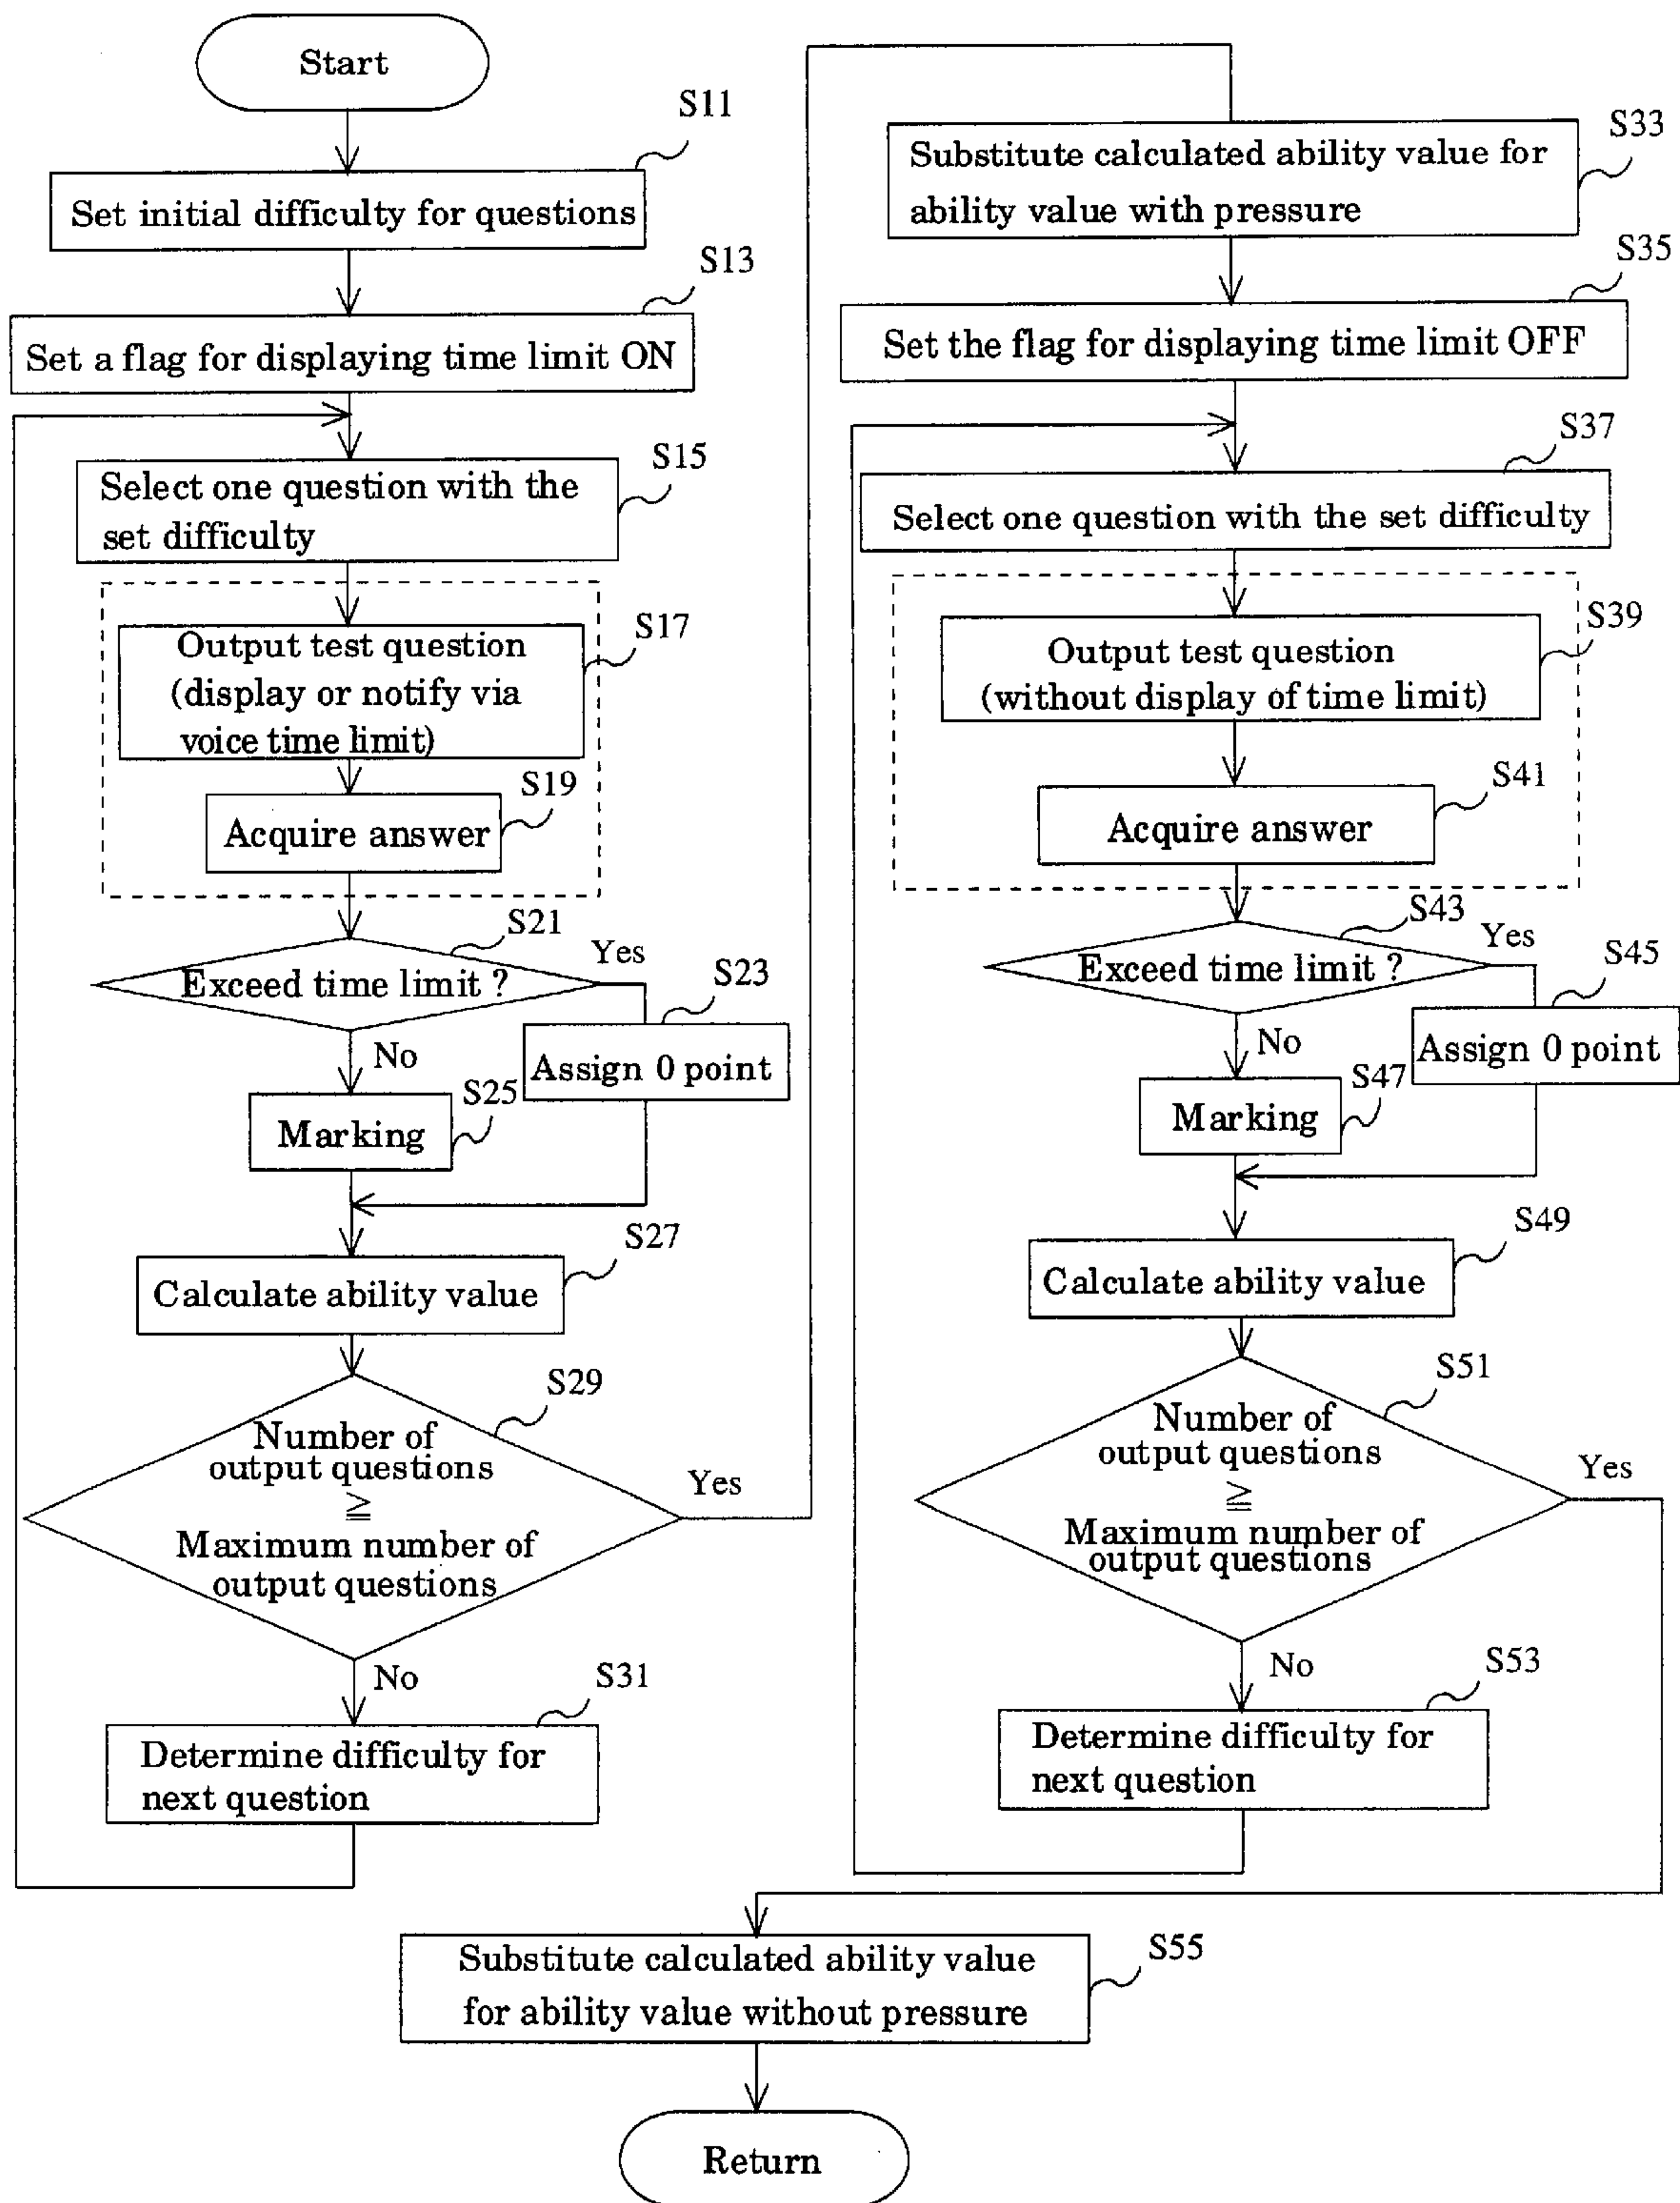 Start
S11
Set initial difficulty for questions
S13
Set a flag for displaying time limit ON
S15
Select one question with the
set difficulty
S17
Output test question
(display or notify via
voice time limit)
S19
Acquire answer
S21
Exceed time limit ?
Yes
S23
Assign 0 point
No
S25
Marking
S27
Calculate ability value
S29
Number of
output questions
≧
Maximum number of
output questions
Yes
No
S31
Determine difficulty for
next question
S33
Substitute calculated ability value for
ability value with pressure
S35
Set the flag for displaying time limit OFF
S37
Select one question with the set difficulty
S39
Output test question
(without display of time limit)
S41
Acquire answer
S43
Exceed time limit ?
Yes
S45
Assign 0 point
No
S47
Marking
S49
Calculate ability value
S51
Number of
output questions
≧
Maximum number of
output questions
Yes
No
S53
Determine difficulty for
next question
S55
Substitute calculated ability value
for ability value without pressure
Return